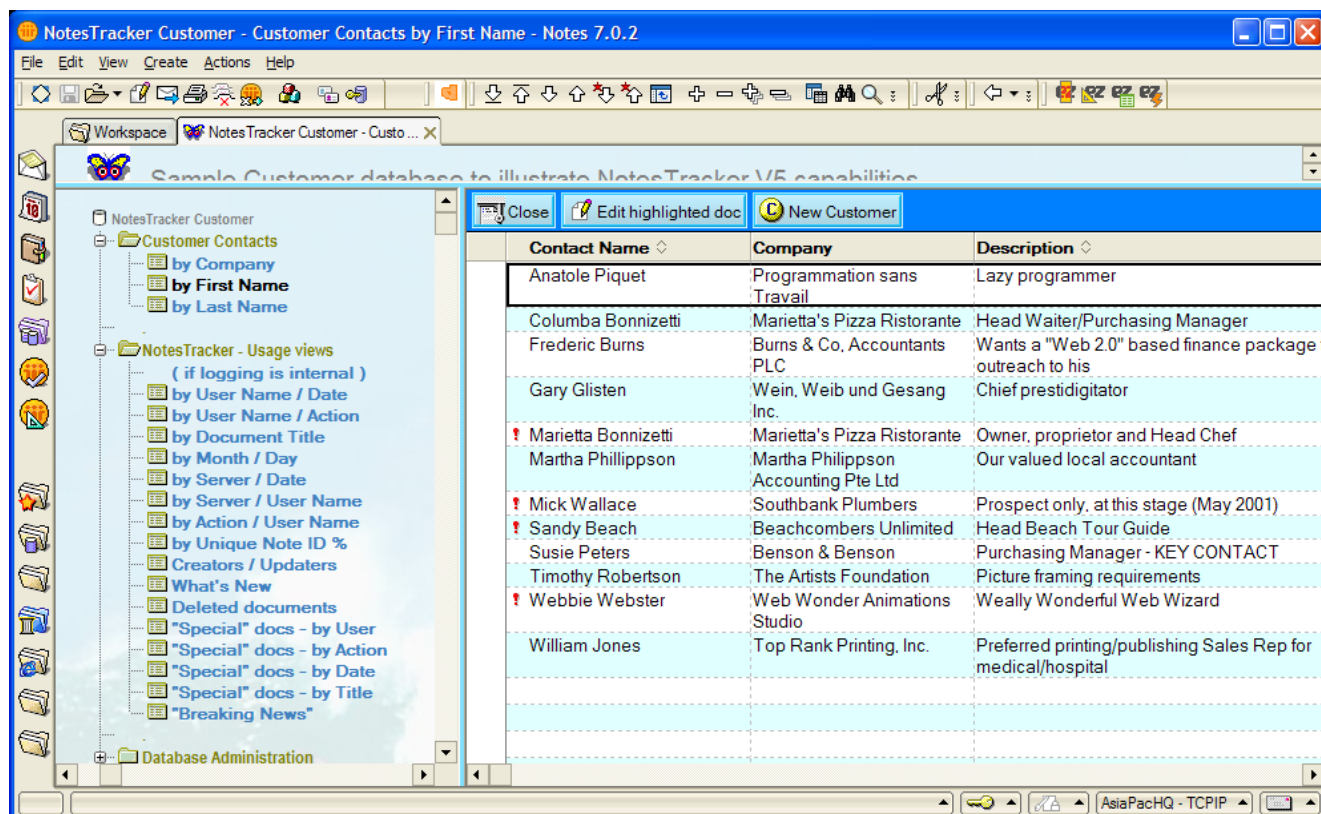 NotesTracker Customer - Customer Contacts by First Name - Notes 7.0.2
File Edit View Create Actions Help
Workspace NotesTracker Customer - Custo ...
Sample Customer database to illustrate NotesTracker V5 capabilities
NotesTracker Customer
Customer Contacts
by Company
by First Name
by Last Name
NotesTracker - Usage views
( if logging is internal )
by User Name / Date
by User Name / Action
by Document Title
by Month / Day
by Server / Date
by Server / User Name
by Action / User Name
by Unique Note ID %
Creators / Updaters
What's New
Deleted documents
"Special" docs - by User
"Special" docs - by Action
"Special" docs - by Date
"Special" docs - by Title
"Breaking News"
Database Administration
Close Edit highlighted doc New Customer
Contact Name Company Description
Anatole Piquet Programmation sans Lazy programmer
Travail
Columba Bonnizetti Marietta's Pizza Ristorante Head Waiter/Purchasing Manager
Frederic Burns Burns & Co, Accountants Wants a "Web 2.0" based finance package
PLC outreach to his
Gary Glisten Wein, Weib und Gesang Chief prestidigitator
Inc.
Marietta Bonnizetti Marietta's Pizza Ristorante Owner, proprietor and Head Chef
Martha Phillippson Martha Philippson Our valued local accountant
Accounting Pte Ltd
Mick Wallace Southbank Plumbers Prospect only, at this stage (May 2001)
Sandy Beach Beachcombers Unlimited Head Beach Tour Guide
Susie Peters Benson & Benson Purchasing Manager - KEY CONTACT
Timothy Robertson The Artists Foundation Picture framing requirements
Webbie Webster Web Wonder Animations Weally Wonderful Web Wizard
Studio
William Jones Top Rank Printing, Inc. Preferred printing/publishing Sales Rep for
medical/hospital
AsiaPacHQ - TCPIP